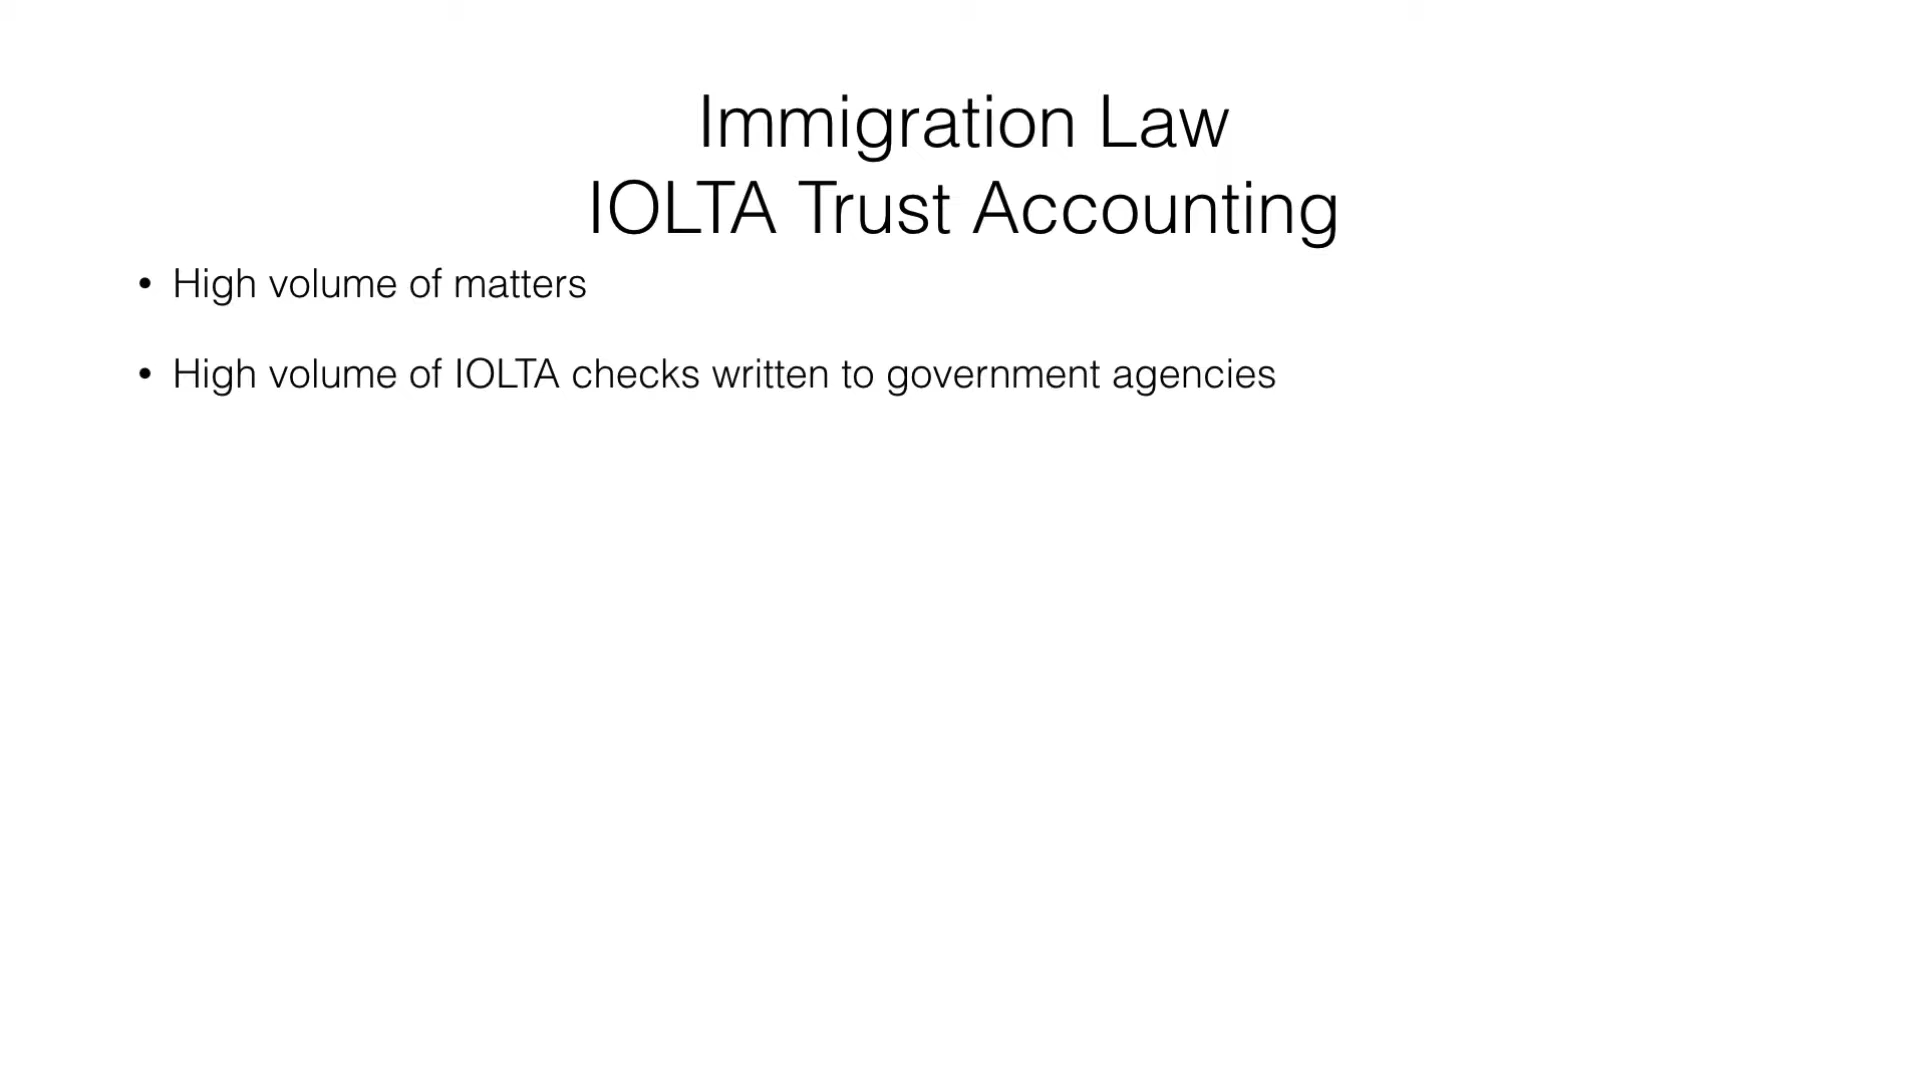 Immigration Law
IOLTA Trust Accounting
• High volume of matters
• High volume of IOLTA checks written to government agencies